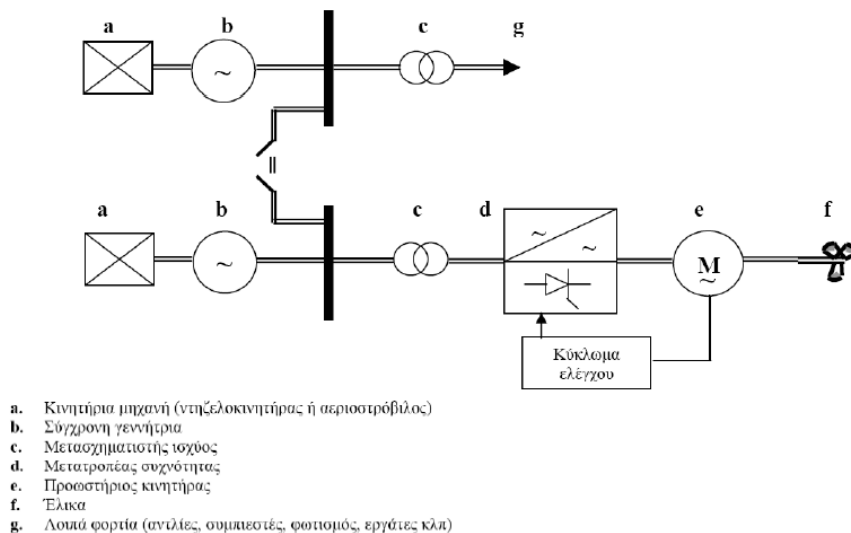 a b c g
~
a b c d e f
~ ~ ~ M ~
Κύκλωμα
ελέγχου
a. Κινητήρια μηχανή (ντηζελοκινητήρας ή αεριοστρόβιλος)
b. Σύγχρονη γεννήτρια
c. Μετασχηματιστής ισχύος
d. Μετατροπέας συχνότητας
e. Προωστήριος κινητήρας
f. Έλικα
g. Λοιπά φορτία (αντλίες, συμπιεστές, φωτισμός, εργάτες κλπ)